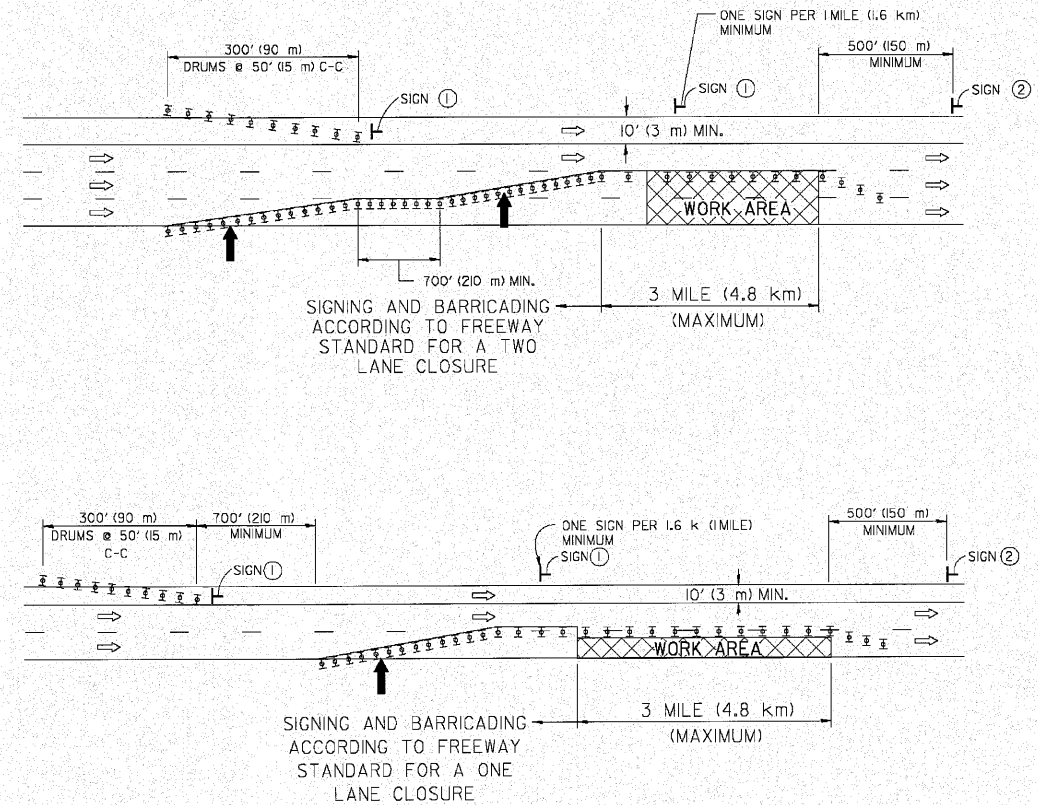 ONE SIGN PER 1 MILE (1.6 km)
MINIMUM
300' (90 m)
DRUMS @ 50' (15 m) C-C
500' (150 m)
MINIMUM
SIGN 1
SIGN 1
SIGN 2
10' (3 m) MIN.
WORK AREA
700' (210 m) MIN.
SIGNING AND BARRICADING
ACCORDING TO FREEWAY
STANDARD FOR A TWO
LANE CLOSURE
3 MILE (4.8 km)
(MAXIMUM)
300' (90 m)
DRUMS @ 50' (15 m)
C-C
700' (210 m)
MINIMUM
ONE SIGN PER 1.6 k (1MILE)
MINIMUM
500' (150 m)
MINIMUM
SIGN 1
SIGN 1
SIGN 2
10' (3 m) MIN.
WORK AREA
SIGNING AND BARRICADING
ACCORDING TO FREEWAY
STANDARD FOR A ONE
LANE CLOSURE
3 MILE (4.8 km)
(MAXIMUM)